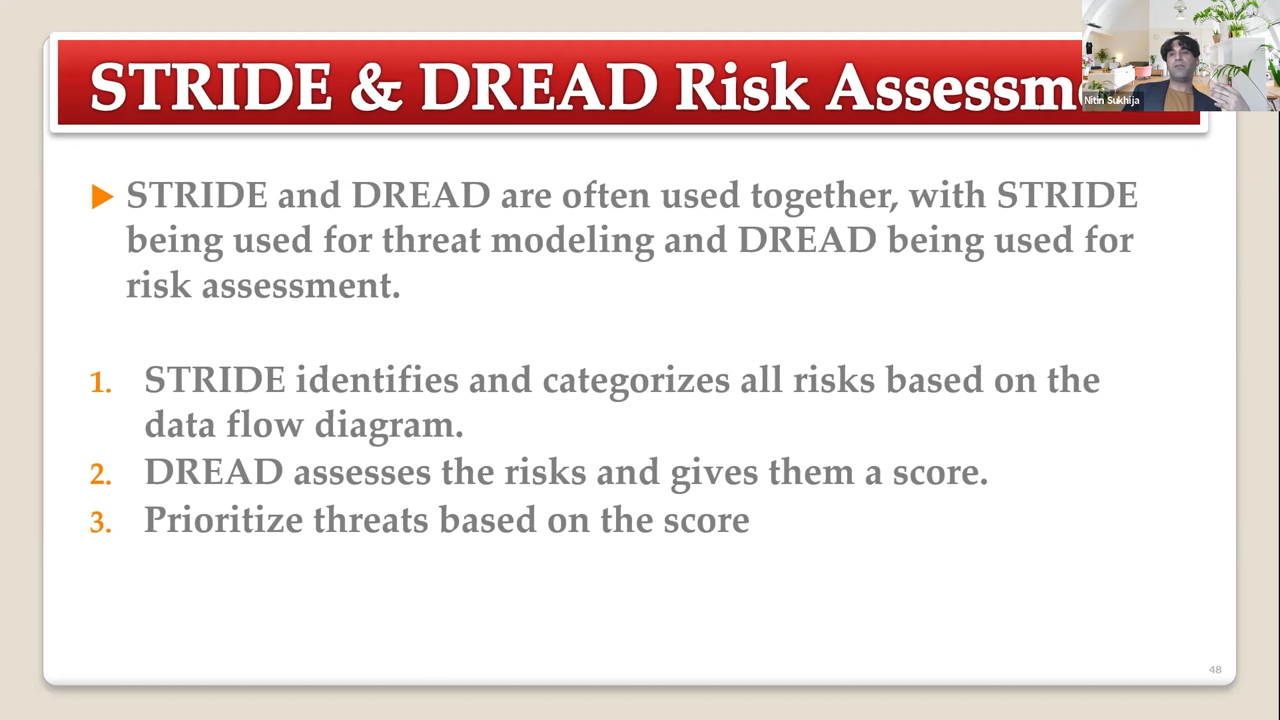 STRIDE & DREAD Risk Assessm
Nitin Sukhija
STRIDE and DREAD are often used together, with STRIDE
being used for threat modeling and DREAD being used for
risk assessment.
1. STRIDE identifies and categorizes all risks based on the
data flow diagram.
2. DREAD assesses the risks and gives them a score.
3. Prioritize threats based on the score
48